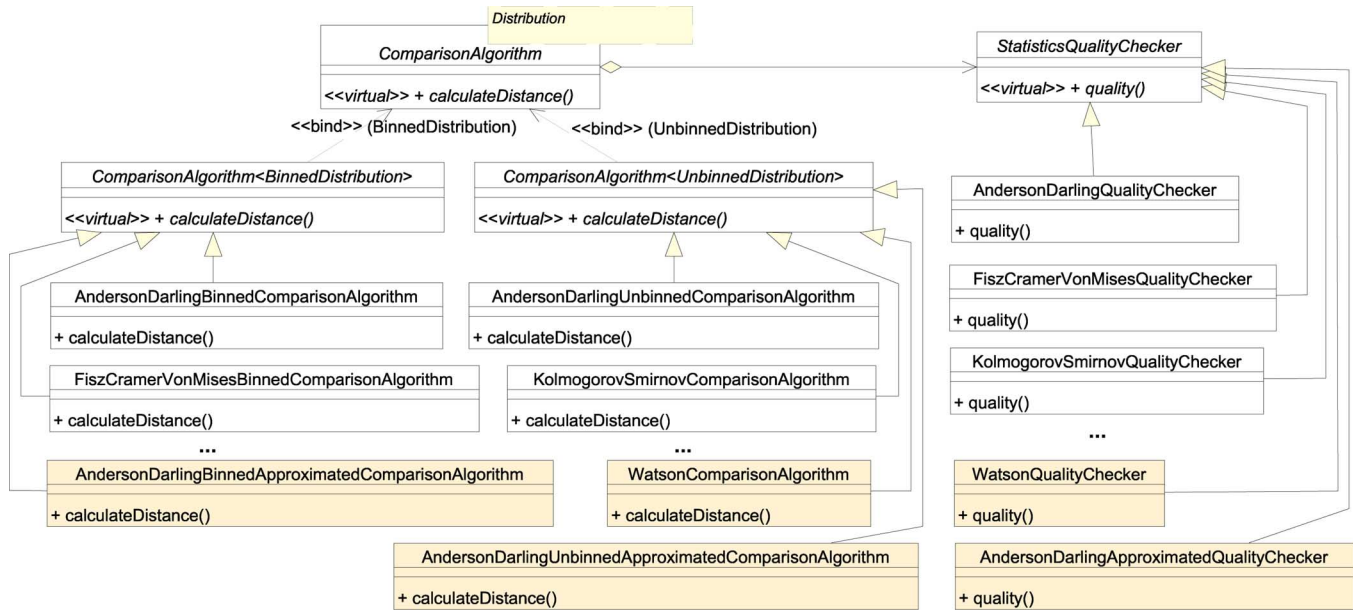 Distribution
ComparisonAlgorithm
<<virtual>> + calculateDistance()
StatisticsQualityChecker
<<virtual>> + quality()
<<bind>> (BinnedDistribution)
<<bind>> (UnbinnedDistribution)
ComparisonAlgorithm<BinnedDistribution>
<<virtual>> + calculateDistance()
ComparisonAlgorithm<UnbinnedDistribution>
<<virtual>> + calculateDistance()
AndersonDarlingQualityChecker
+ quality()
AndersonDarlingBinnedComparisonAlgorithm
+ calculateDistance()
AndersonDarlingUnbinnedComparisonAlgorithm
+ calculateDistance()
FiszCramerVonMisesQualityChecker
+ quality()
FiszCramerVonMisesBinnedComparisonAlgorithm
+ calculateDistance()
KolmogorovSmirnovComparisonAlgorithm
+ calculateDistance()
KolmogorovSmirnovQualityChecker
+ quality()
...
...
...
AndersonDarlingBinnedApproximatedComparisonAlgorithm
+ calculateDistance()
WatsonComparisonAlgorithm
+ calculateDistance()
WatsonQualityChecker
+ quality()
AndersonDarlingUnbinnedApproximatedComparisonAlgorithm
+ calculateDistance()
AndersonDarlingApproximatedQualityChecker
+ quality()